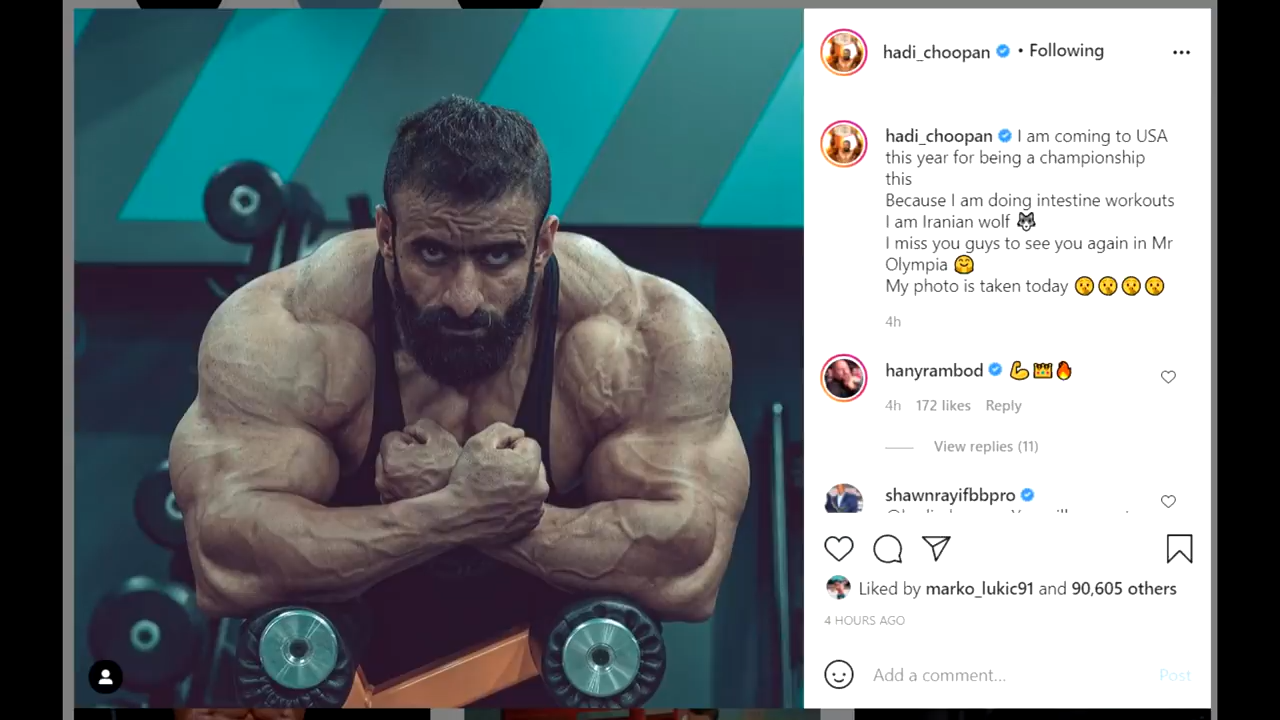 hadi_choopan • Following
hadi_choopan I am coming to USA
this year for being a championship
this
Because I am doing intestine workouts
I am Iranian wolf 🐺
I miss you guys to see you again in Mr
Olympia 🤗
My photo is taken today 🤫🤫🤫🤫
4h
hanyrambod 💪👑🔥
4h 172 likes Reply
View replies (11)
shawnrayifbbpro
Liked by marko_lukic91 and 90,605 others
4 HOURS AGO
Add a comment... Post